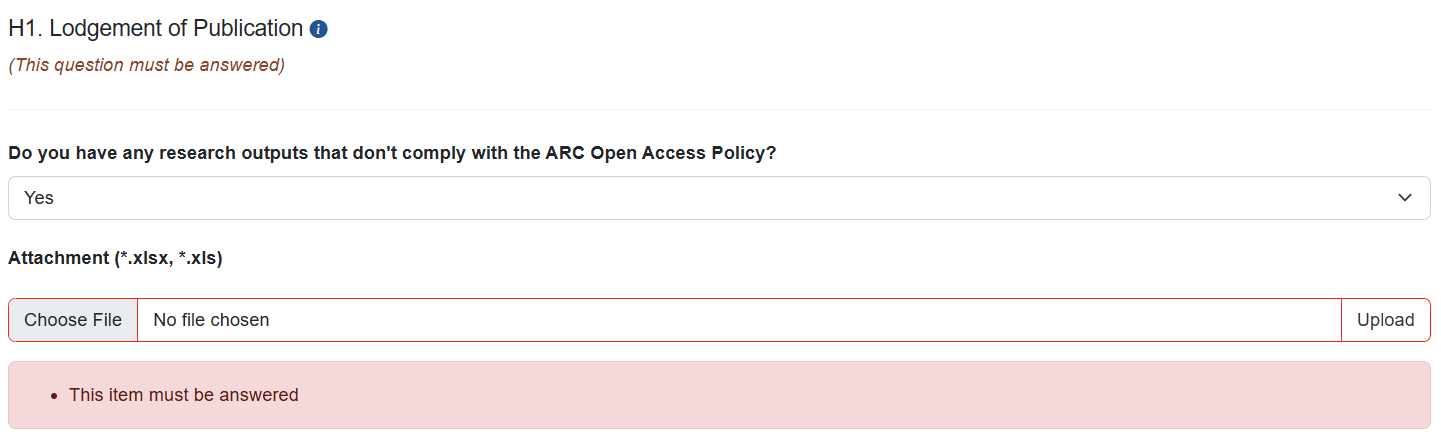 H1. Lodgement of Publication i
(This question must be answered)
Do you have any research outputs that don't comply with the ARC Open Access Policy?
Yes
Attachment (*.xlsx, *.xls)
Choose File No file chosen Upload
• This item must be answered